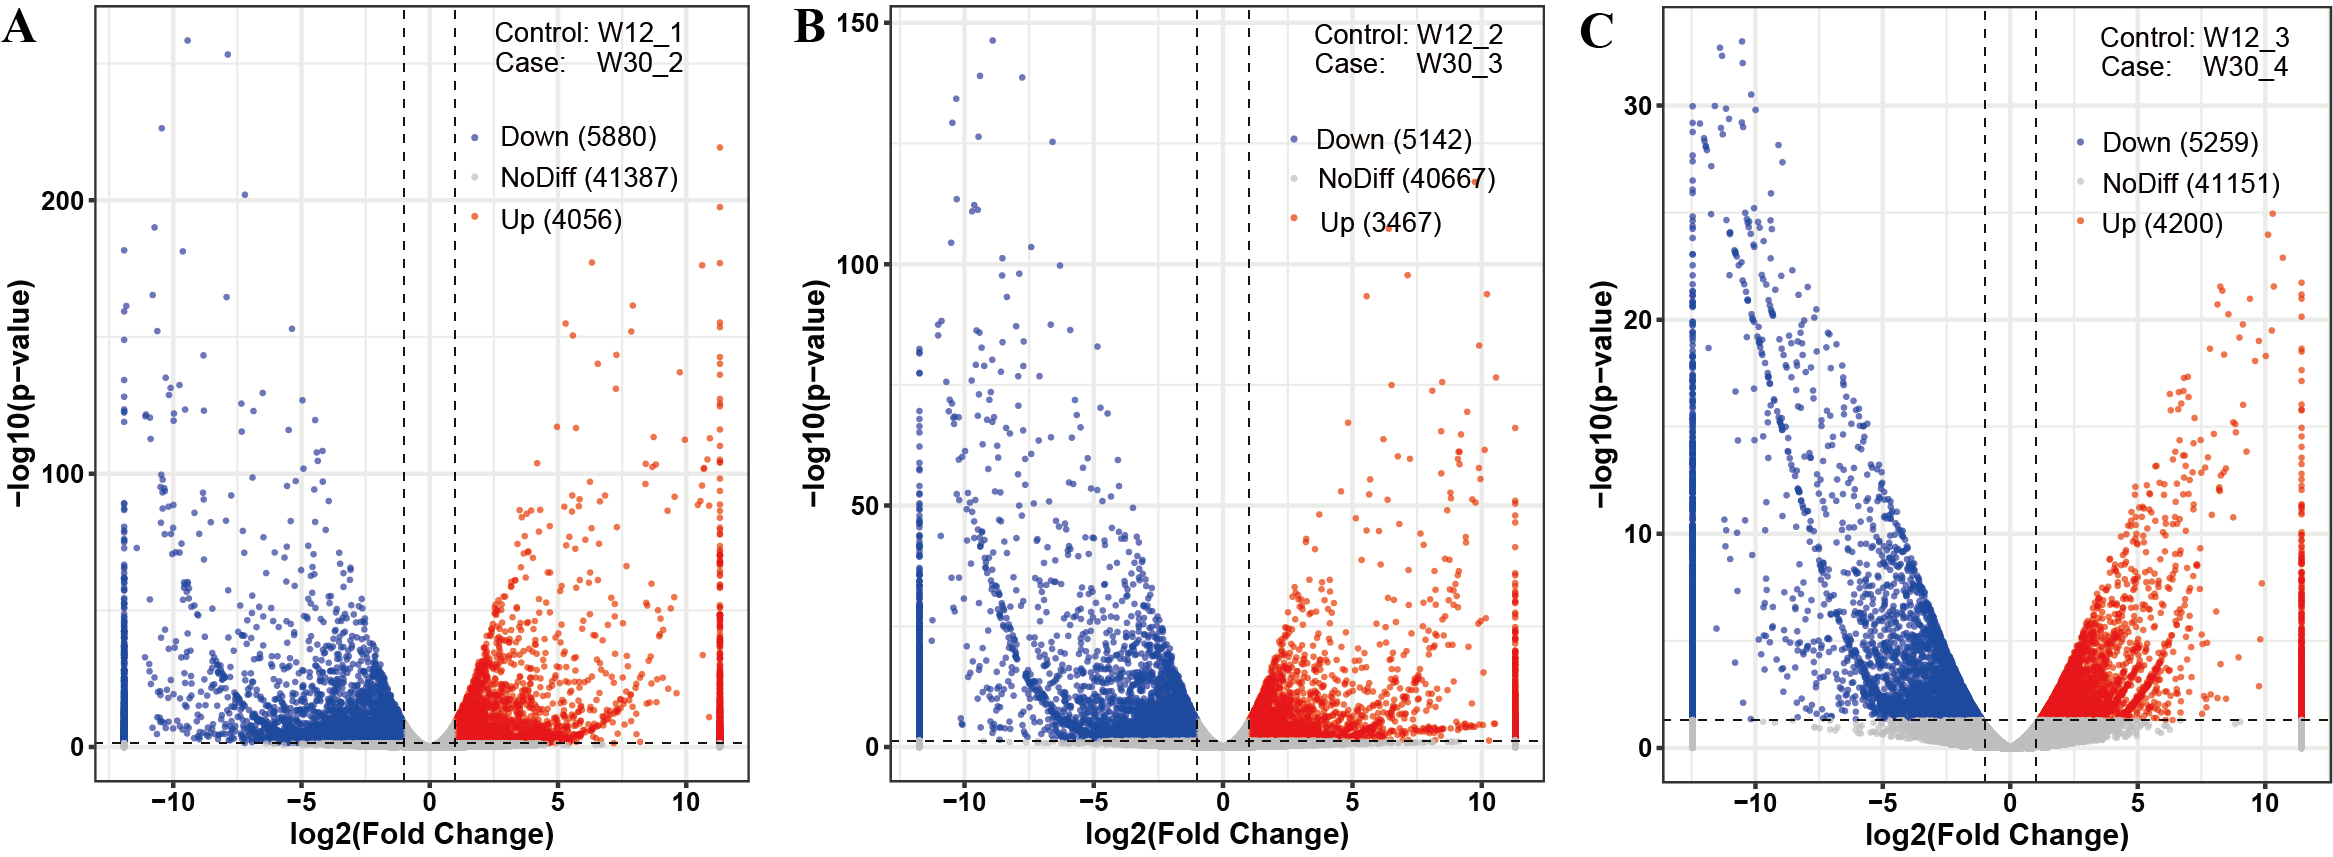 A
Control: W12_1
Case: W30_2
Down (5880)
NoDiff (41387)
Up (4056)
200
100
0
−10
−5
0
5
10
−log10(p−value)
log2(Fold Change)
B
Control: W12_2
Case: W30_3
Down (5142)
NoDiff (40667)
Up (3467)
150
100
50
0
−10
−5
0
5
10
−log10(p−value)
log2(Fold Change)
C
Control: W12_3
Case: W30_4
Down (5259)
NoDiff (41151)
Up (4200)
30
20
10
0
−10
−5
0
5
10
−log10(p−value)
log2(Fold Change)